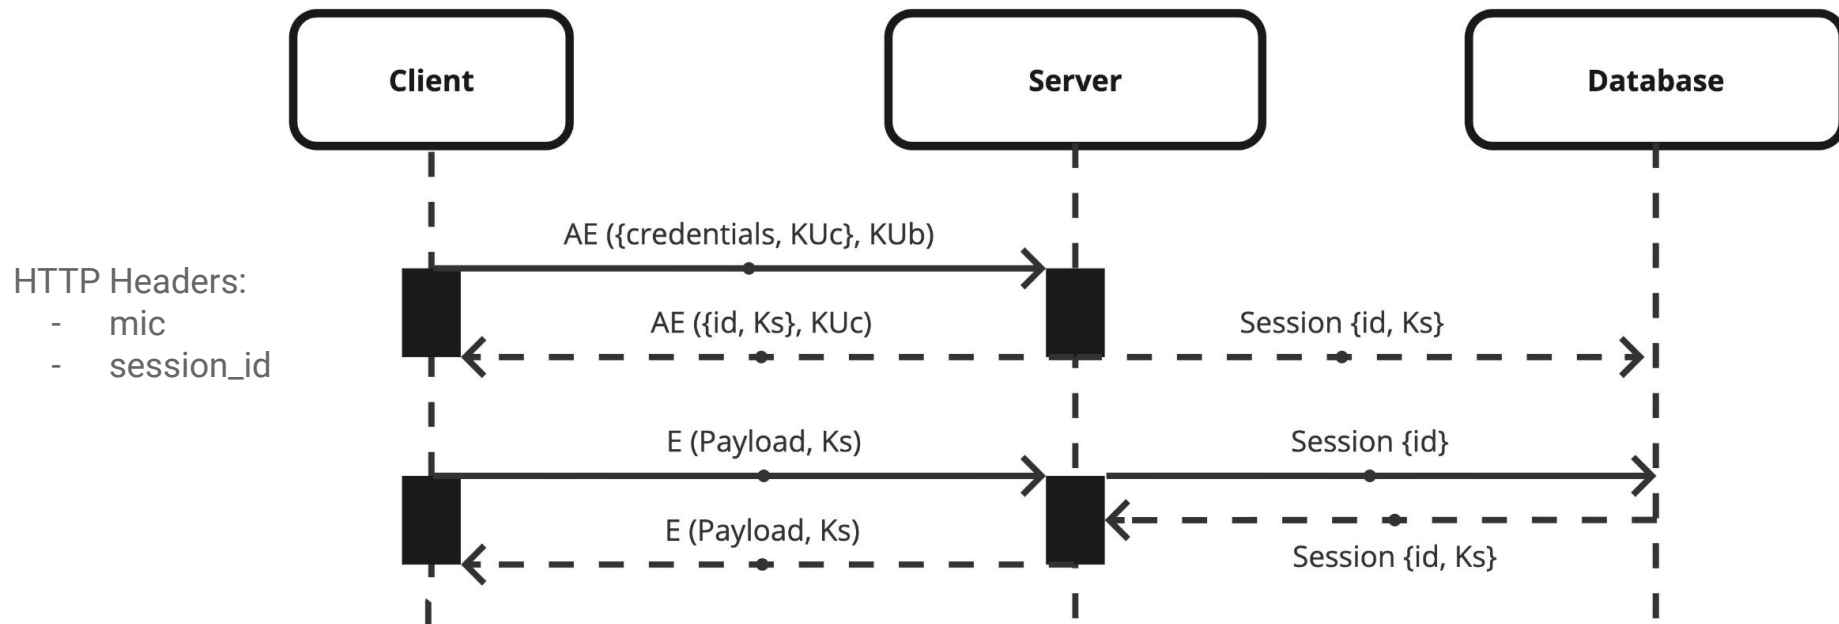 Client
Server
Database
AE ({credentials, KUc}, KUb)
HTTP Headers:
- mic
- session_id
AE ({id, Ks}, KUc)
Session {id, Ks}
E (Payload, Ks)
Session {id}
E (Payload, Ks)
Session {id, Ks}